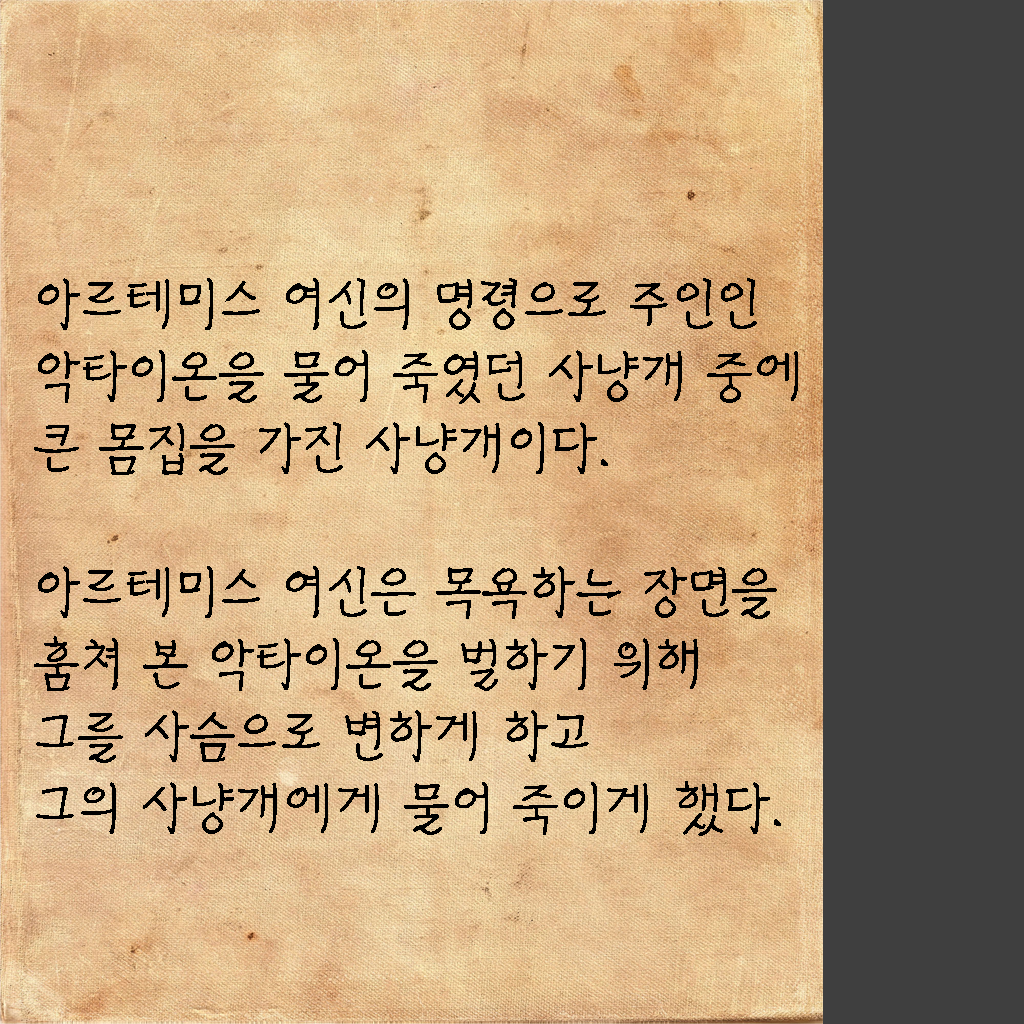 아르테미스 여신의 명령으로 주인인
악타이온을 물어 죽였던 사냥개 중에
큰 몸집을 가진 사냥개이다.
아르테미스 여신은 목욕하는 장면을
훔쳐 본 악타이온을 벌하기 위해
그를 사슴으로 변하게 하고
그의 사냥개에게 물어 죽이게 했다.